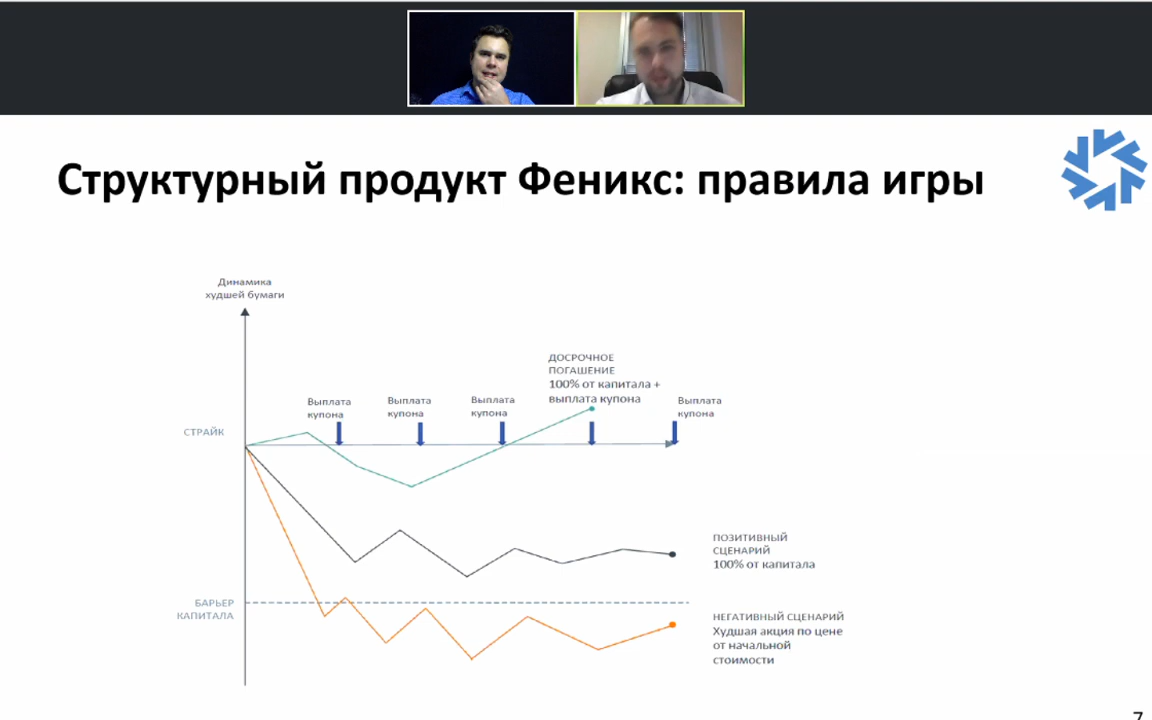 Структурный продукт Феникс: правила игры
Динамика
худшей бумаги
ДОСРОЧНОЕ
ПОГАШЕНИЕ
100% от капитала +
выплата купона
Выплата
купона
Выплата
купона
Выплата
купона
Выплата
купона
СТРАЙК
ПОЗИТИВНЫЙ
СЦЕНАРИЙ
100% от капитала
БАРЬЕР
КАПИТАЛА
НЕГАТИВНЫЙ СЦЕНАРИЙ
Худшая акция по цене
от начальной
стоимости
7